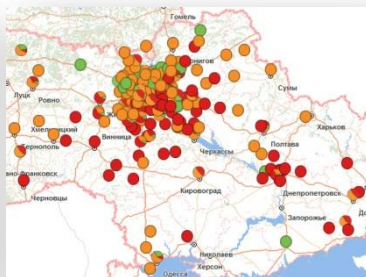 Гомель
Чернигов
Луцк
Ровно
Сумы
Харьков
Хмельницкий
Тернополь
Винница
Черкассы
Полтава
Ивано-Франковск
Черновцы
Кировоград
Днепропетровск
Запорожье
Николаев
Херсон
Одесса